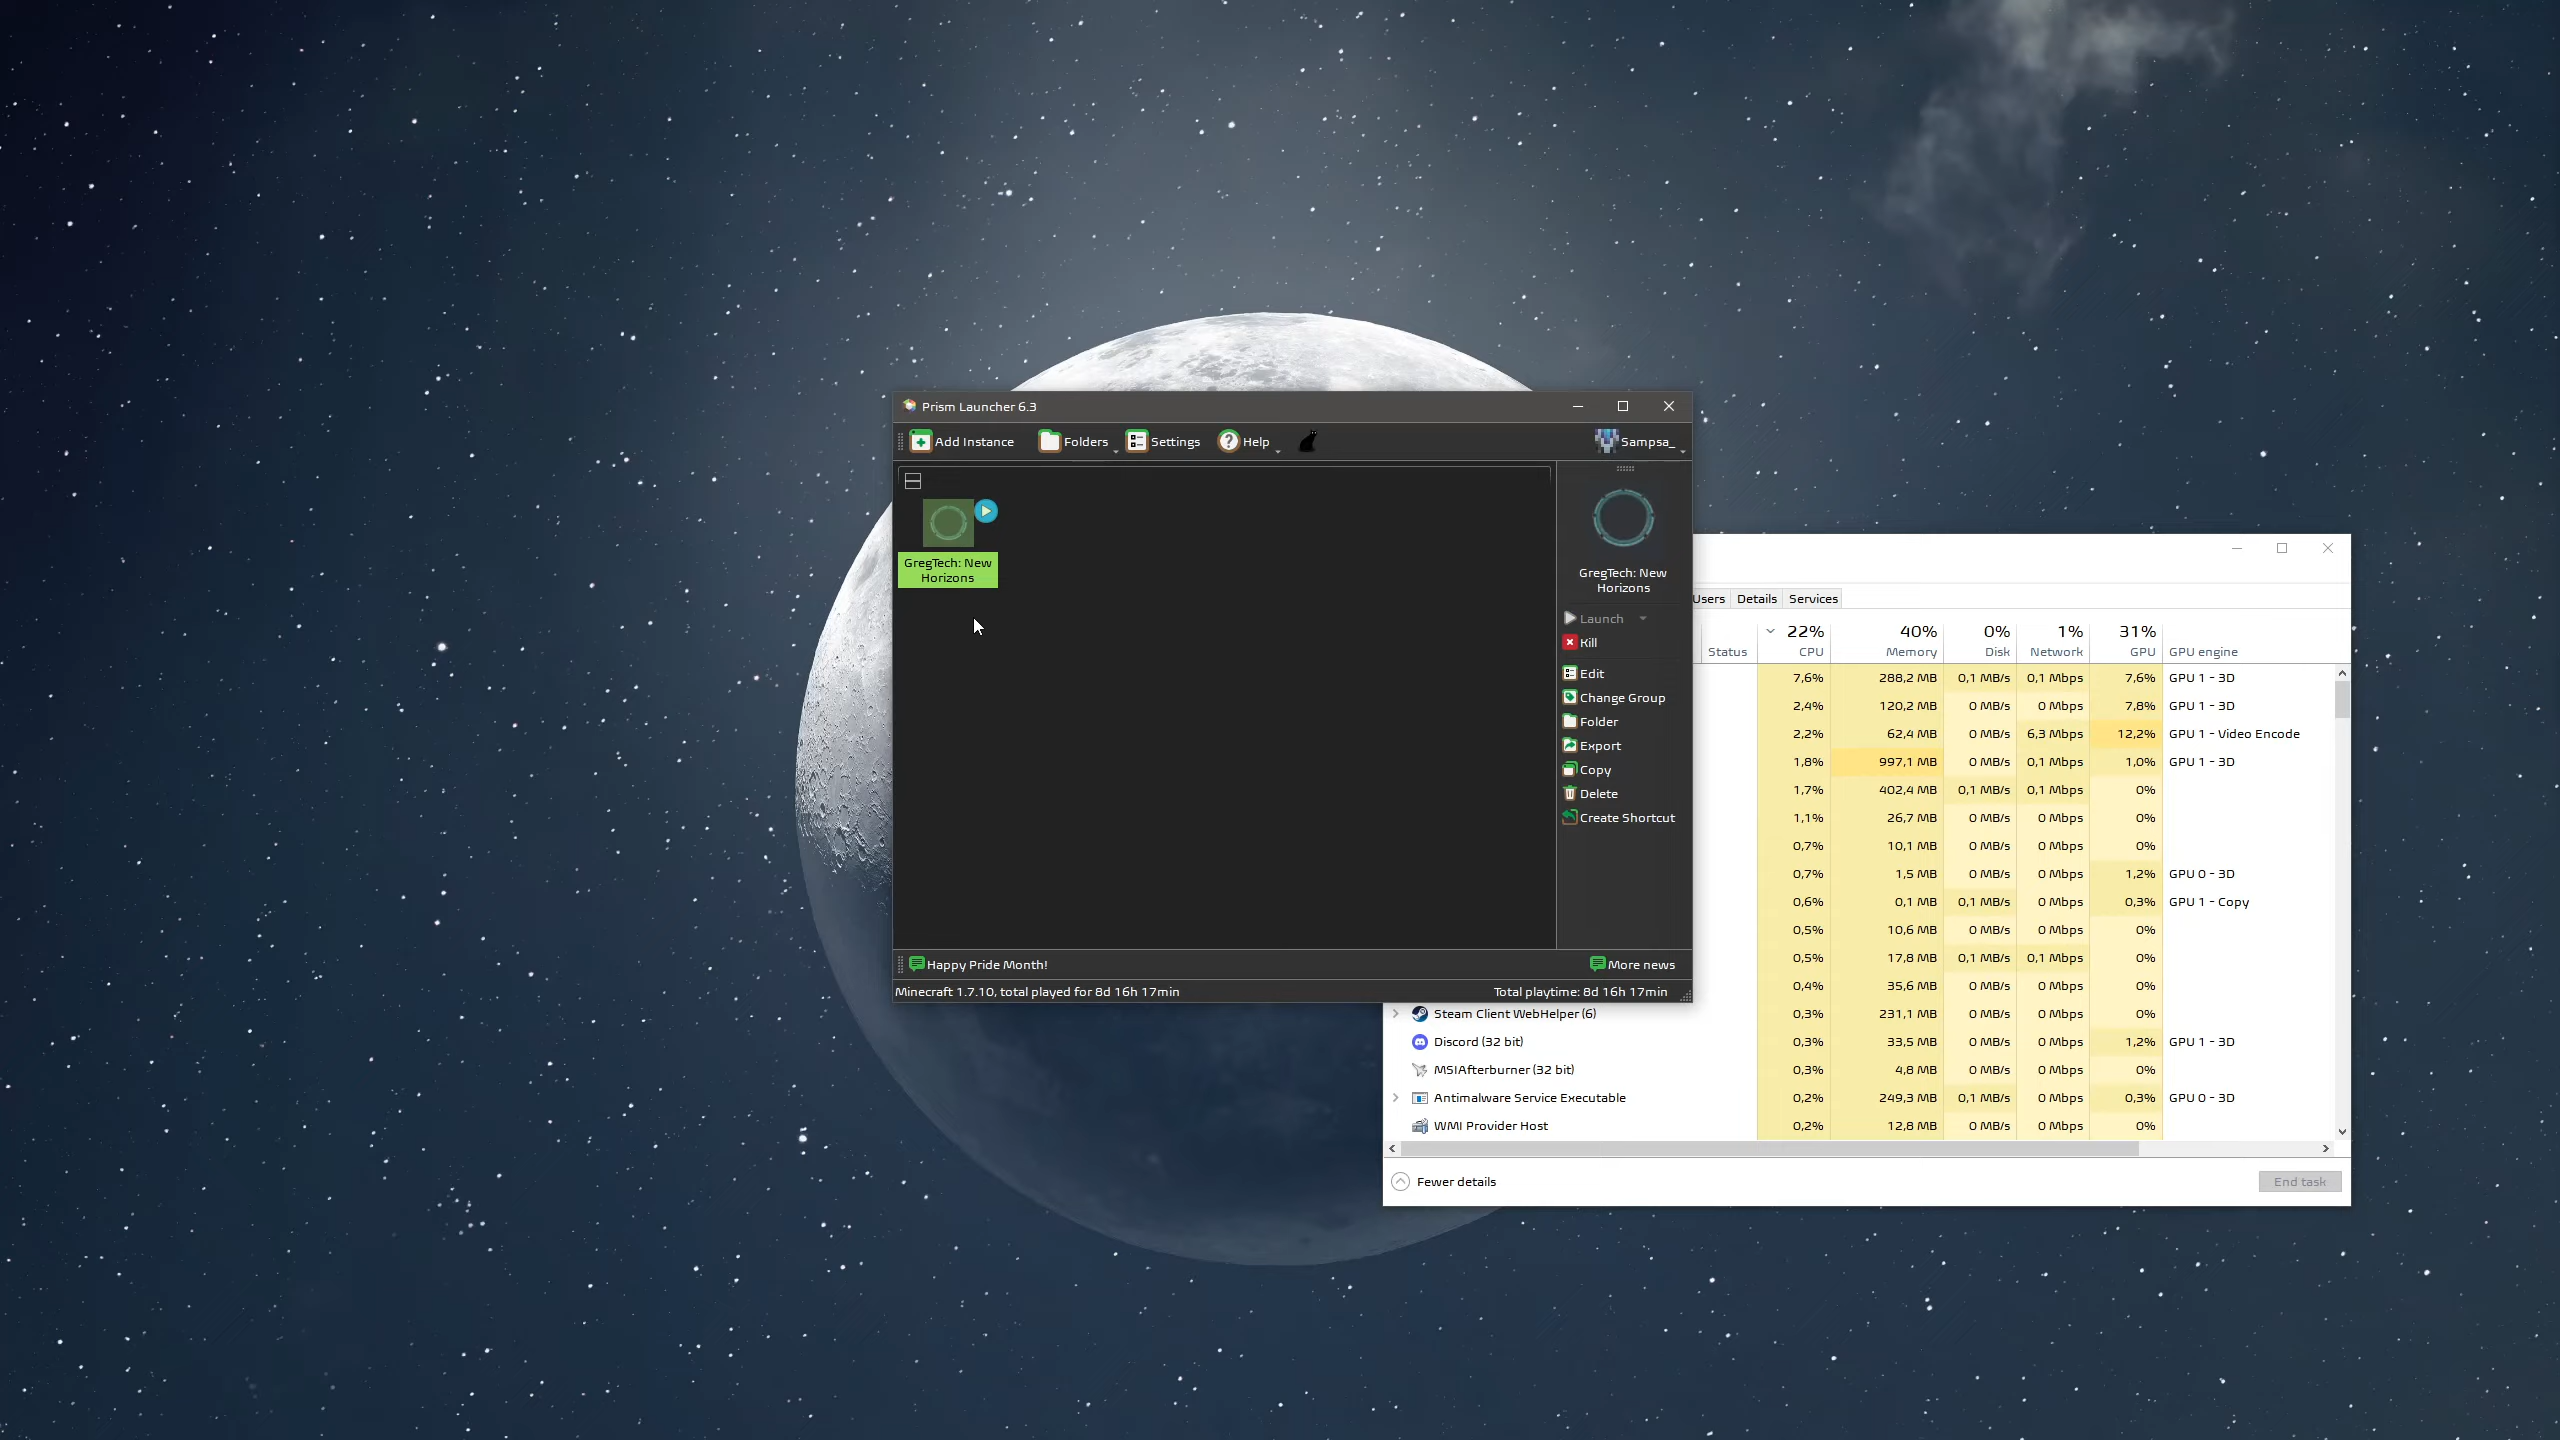 Prism Launcher 6.3
Add Instance Folders Settings Help Sampsa_
GregTech: New
Horizons
GregTech: New
Horizons
Launch
Kill
Edit
Change Group
Folder
Export
Copy
Delete
Create Shortcut
Happy Pride Month! More news
Minecraft 1.7.10, total played for 8d 16h 17min Total playtime: 8d 16h 17min
Users Details Services
22% 40% 0% 1% 31%
Status CPU Memory Disk Network GPU GPU engine
7,6% 288,2 MB 0,1 MB/s 0,1 Mbps 7,6% GPU 1 - 3D
2,4% 120,2 MB 0 MB/s 0 Mbps 7,8% GPU 1 - 3D
2,2% 62,4 MB 0 MB/s 6,3 Mbps 12,2% GPU 1 - Video Encode
1,8% 997,1 MB 0 MB/s 0,1 Mbps 1,0% GPU 1 - 3D
1,7% 402,4 MB 0,1 MB/s 0,1 Mbps 0%
1,1% 26,7 MB 0 MB/s 0 Mbps 0%
0,7% 10,1 MB 0 MB/s 0 Mbps 0%
0,7% 1,5 MB 0 MB/s 0 Mbps 1,2% GPU 0 - 3D
0,6% 0,1 MB 0,1 MB/s 0 Mbps 0,3% GPU 1 - Copy
0,5% 10,6 MB 0 MB/s 0 Mbps 0%
0,5% 17,8 MB 0,1 MB/s 0,1 Mbps 0%
0,4% 35,6 MB 0 MB/s 0 Mbps 0%
Steam Client WebHelper (6) 0,3% 231,1 MB 0 MB/s 0 Mbps 0%
Discord (32 bit) 0,3% 33,5 MB 0 MB/s 0 Mbps 1,2% GPU 1 - 3D
MSIAfterburner (32 bit) 0,3% 4,8 MB 0 MB/s 0 Mbps 0%
Antimalware Service Executable 0,2% 249,3 MB 0,1 MB/s 0 Mbps 0,3% GPU 0 - 3D
WMI Provider Host 0,2% 12,8 MB 0 MB/s 0 Mbps 0%
Fewer details End task